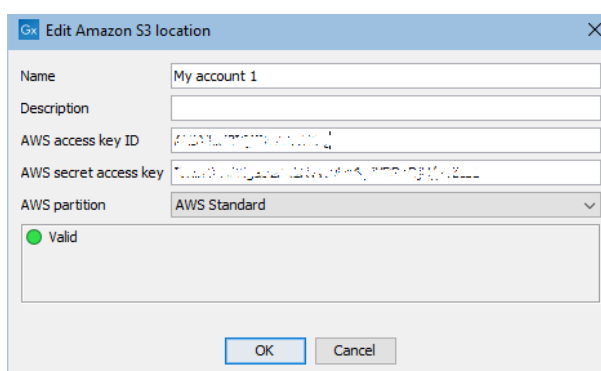 Gx Edit Amazon S3 location
Name My account 1
Description
AWS access key ID
AWS secret access key
AWS partition AWS Standard
Valid
OK Cancel